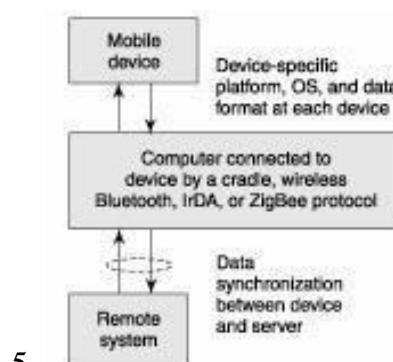 Mobile
device
Device-specific
platform, OS, and data
format at each device
Computer connected to
device by a cradle, wireless
Bluetooth, IrDA, or ZigBee protocol
Data
synchronization
between device
and server
Remote
system
5.